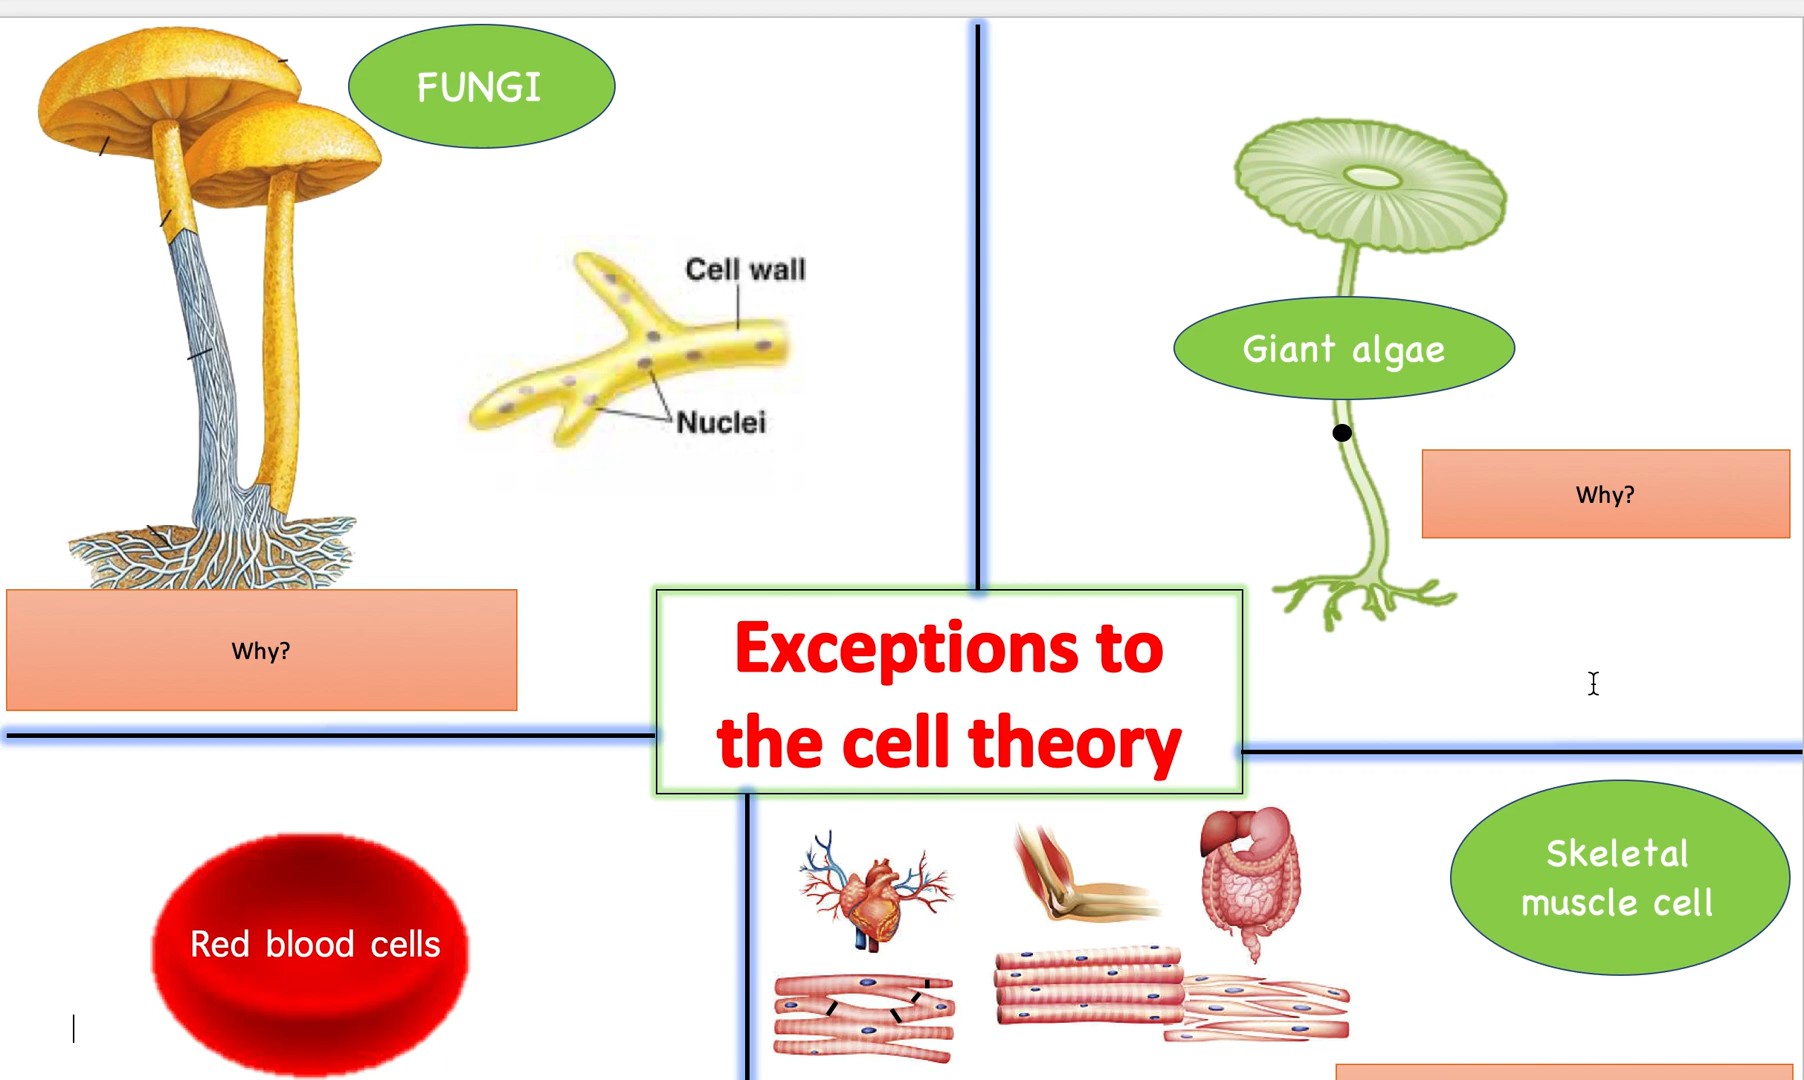 FUNGI
Cell wall
Nuclei
Why?
Giant algae
Why?
Exceptions to
the cell theory
Red blood cells
Skeletal
muscle cell